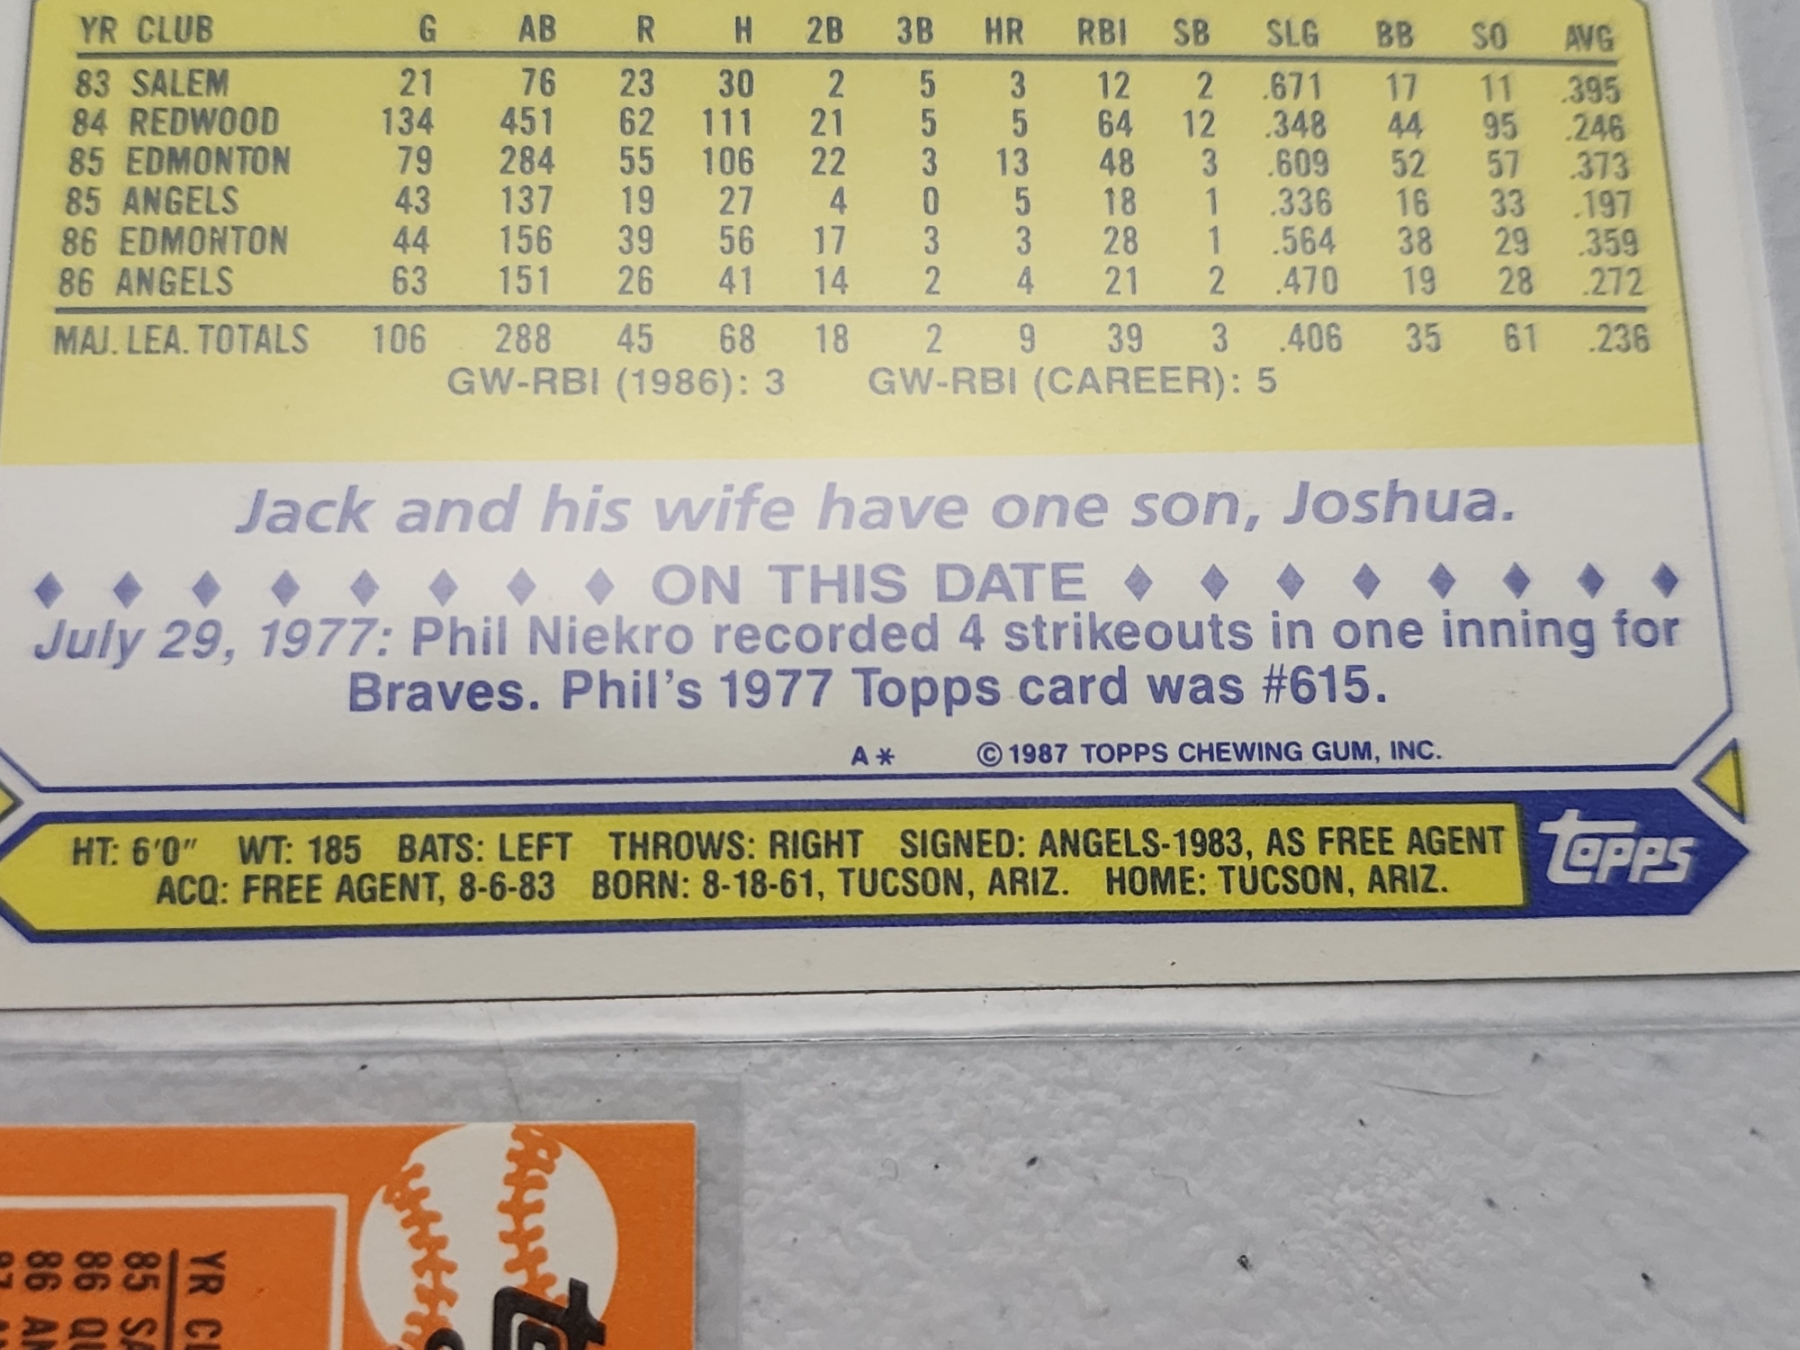 YR CLUB G AB R H 2B 3B HR RBI SB SLG BB SO AVG
83 SALEM 21 76 23 30 2 5 3 12 2 .671 17 11 .395
84 REDWOOD 134 451 62 111 21 5 5 64 12 .348 44 95 .246
85 EDMONTON 79 284 55 106 22 3 13 48 3 .609 52 57 .373
85 ANGELS 43 137 19 27 4 0 5 18 1 .336 16 33 .197
86 EDMONTON 44 156 39 56 17 3 3 28 1 .564 38 29 .359
86 ANGELS 63 151 26 41 14 2 4 21 2 .470 19 28 .272
MAJ. LEA. TOTALS 106 288 45 68 18 2 9 39 3 .406 35 61 .236
GW-RBI (1986): 3 GW-RBI (CAREER): 5
Jack and his wife have one son, Joshua.
ON THIS DATE
July 29, 1977: Phil Niekro recorded 4 strikeouts in one inning for
Braves. Phil's 1977 Topps card was #615.
A* © 1987 TOPPS CHEWING GUM, INC.
HT: 6'0" WT: 185 BATS: LEFT THROWS: RIGHT SIGNED: ANGELS-1983, AS FREE AGENT
ACQ: FREE AGENT, 8-6-83 BORN: 8-18-61, TUCSON, ARIZ. HOME: TUCSON, ARIZ.
topps
YR
85
86
86